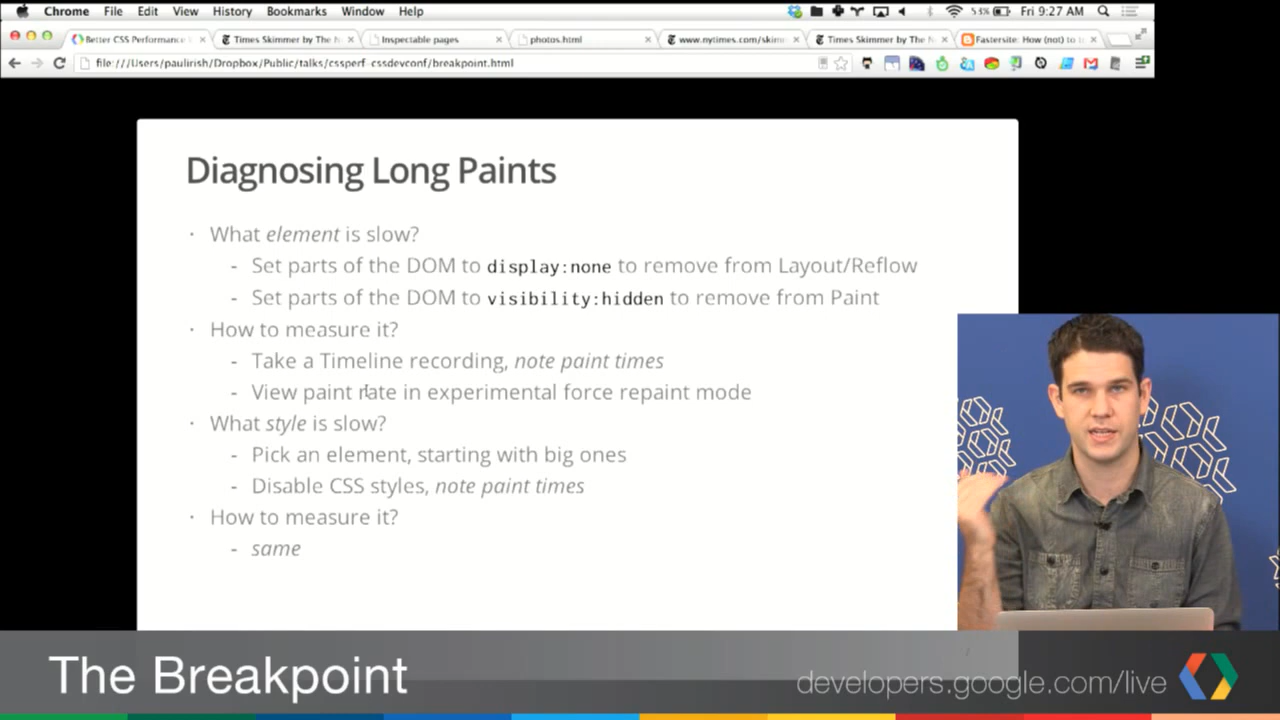 Chrome File Edit View History Bookmarks Window Help Fri 9:27 AM
Better CSS Performance Times Skimmer by The N Inspectable pages photos.html www.nytimes.com/skim Times Skimmer by The N Fastersite: How (not) to
file:///Users/paulirish/Dropbox/Public/talks/cssperf-cssdevconf/breakpoint.html
Diagnosing Long Paints
· What element is slow?
- Set parts of the DOM to display:none to remove from Layout/Reflow
- Set parts of the DOM to visibility:hidden to remove from Paint
· How to measure it?
- Take a Timeline recording, note paint times
- View paint rate in experimental force repaint mode
· What style is slow?
- Pick an element, starting with big ones
- Disable CSS styles, note paint times
· How to measure it?
- same
The Breakpoint
developers.google.com/live